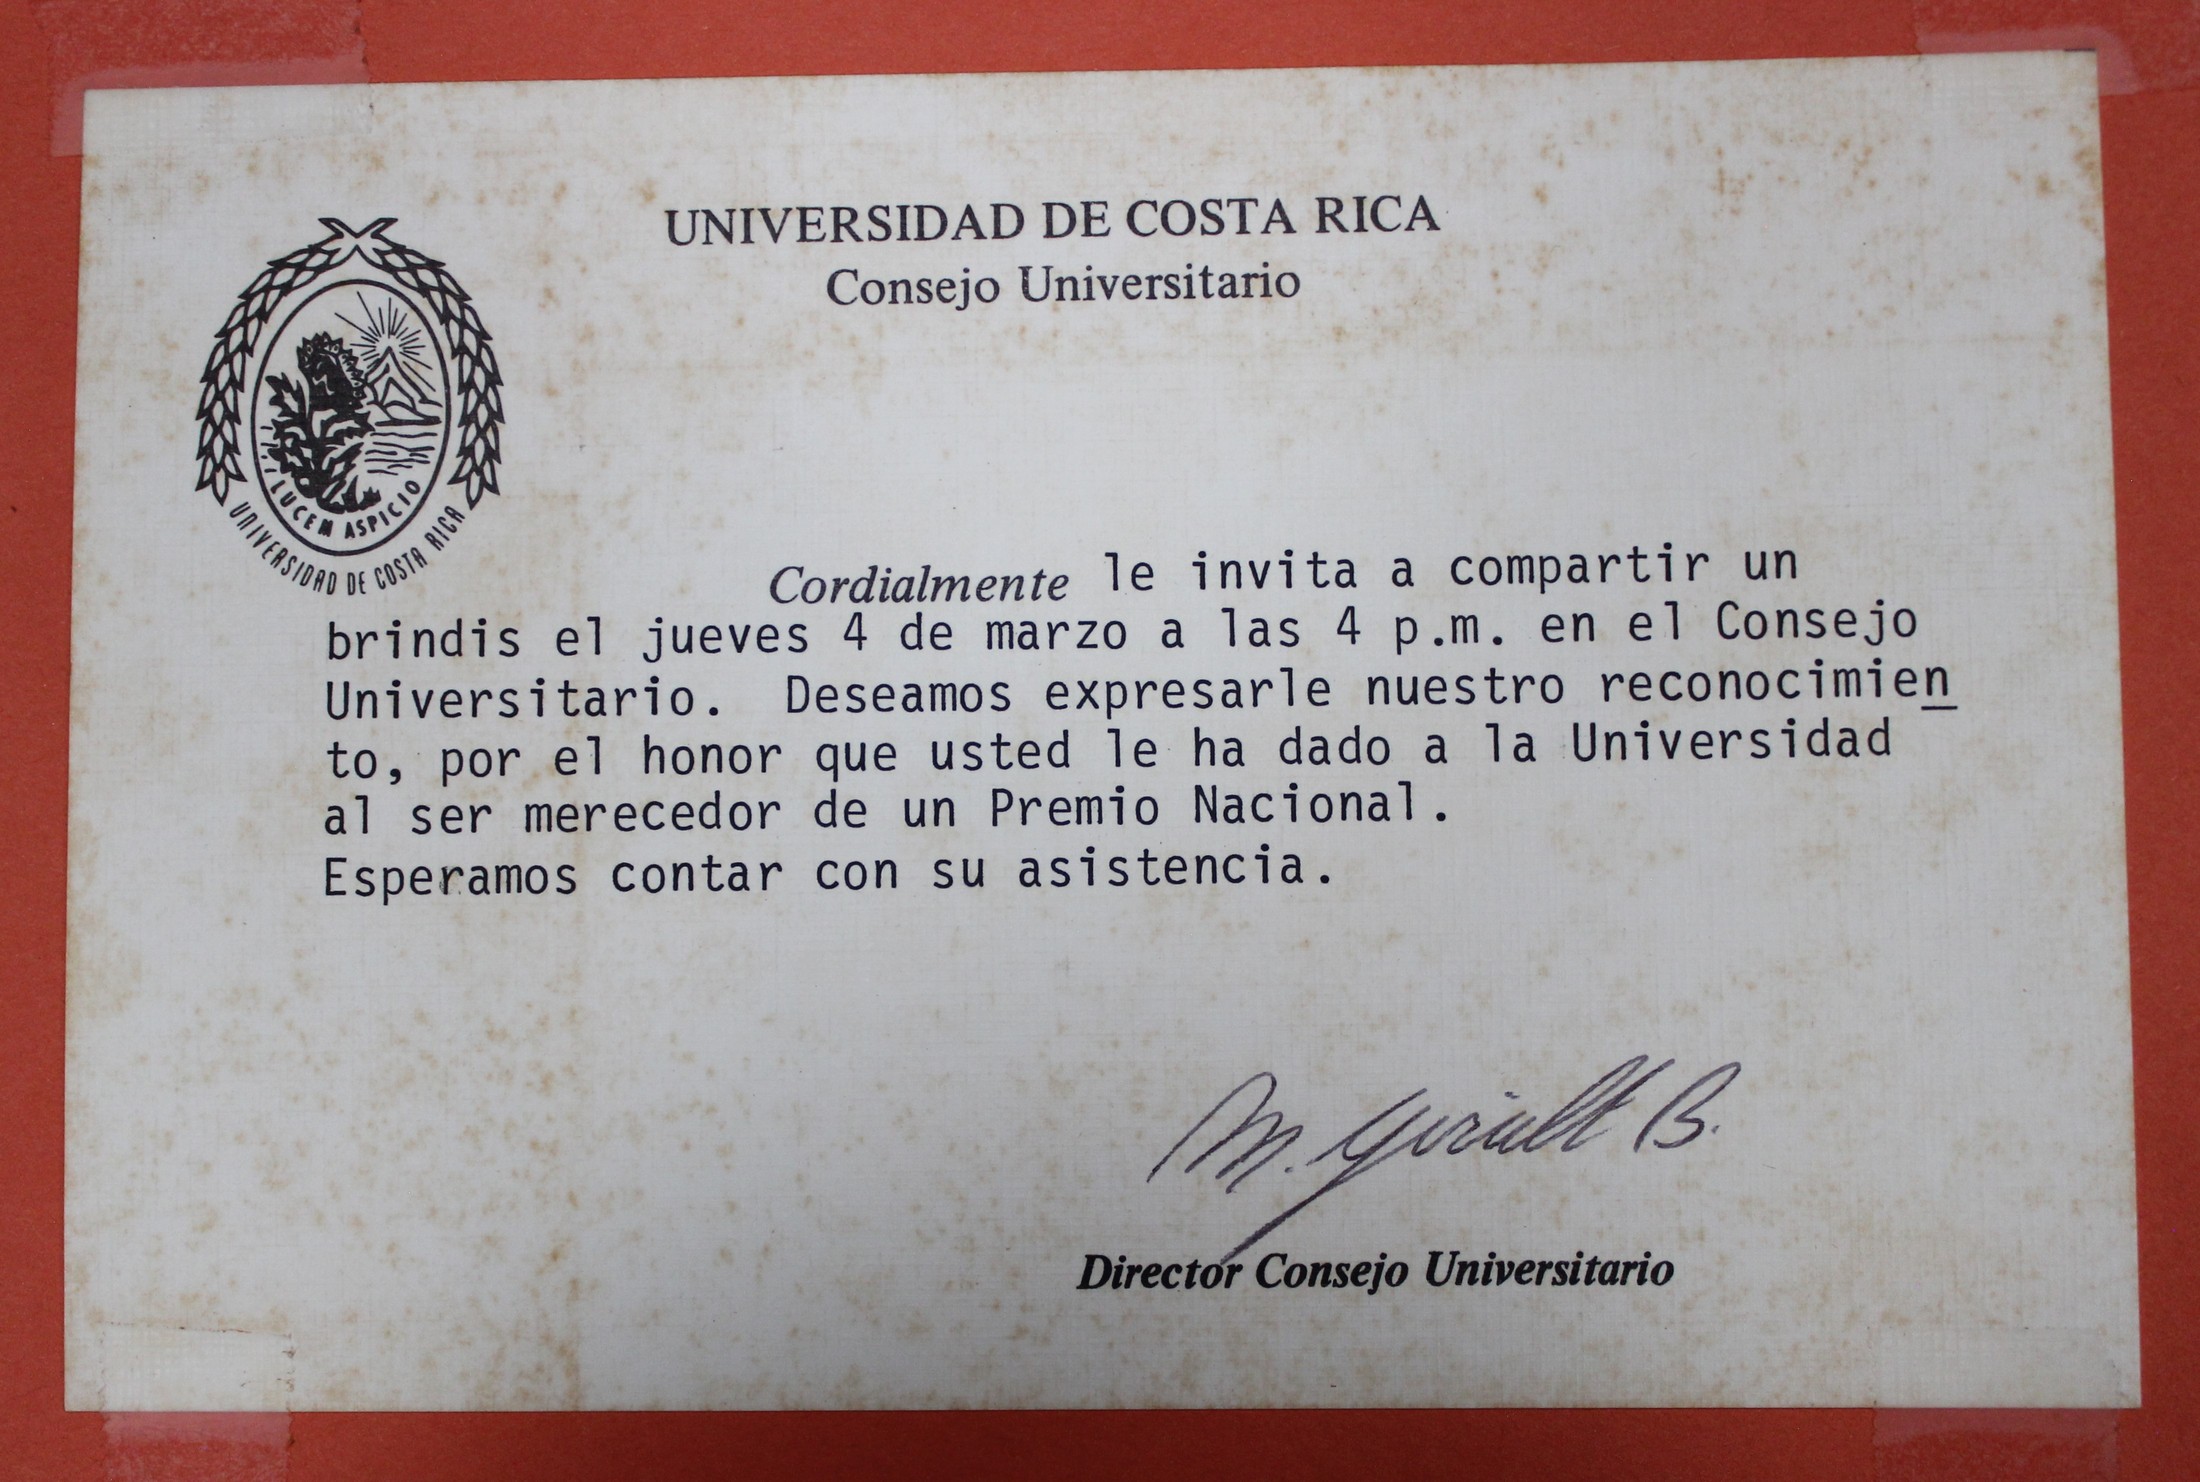 UNIVERSIDAD DE COSTA RICA
Consejo Universitario
LUCEM ASPICIO
UNIVERSIDAD DE COSTA RICA
Cordialmente le invita a compartir un
brindis el jueves 4 de marzo a las 4 p.m. en el Consejo
Universitario. Deseamos expresarle nuestro reconocimien
to, por el honor que usted le ha dado a la Universidad
al ser merecedor de un Premio Nacional.
Esperamos contar con su asistencia.
M. B.
Director Consejo Universitario